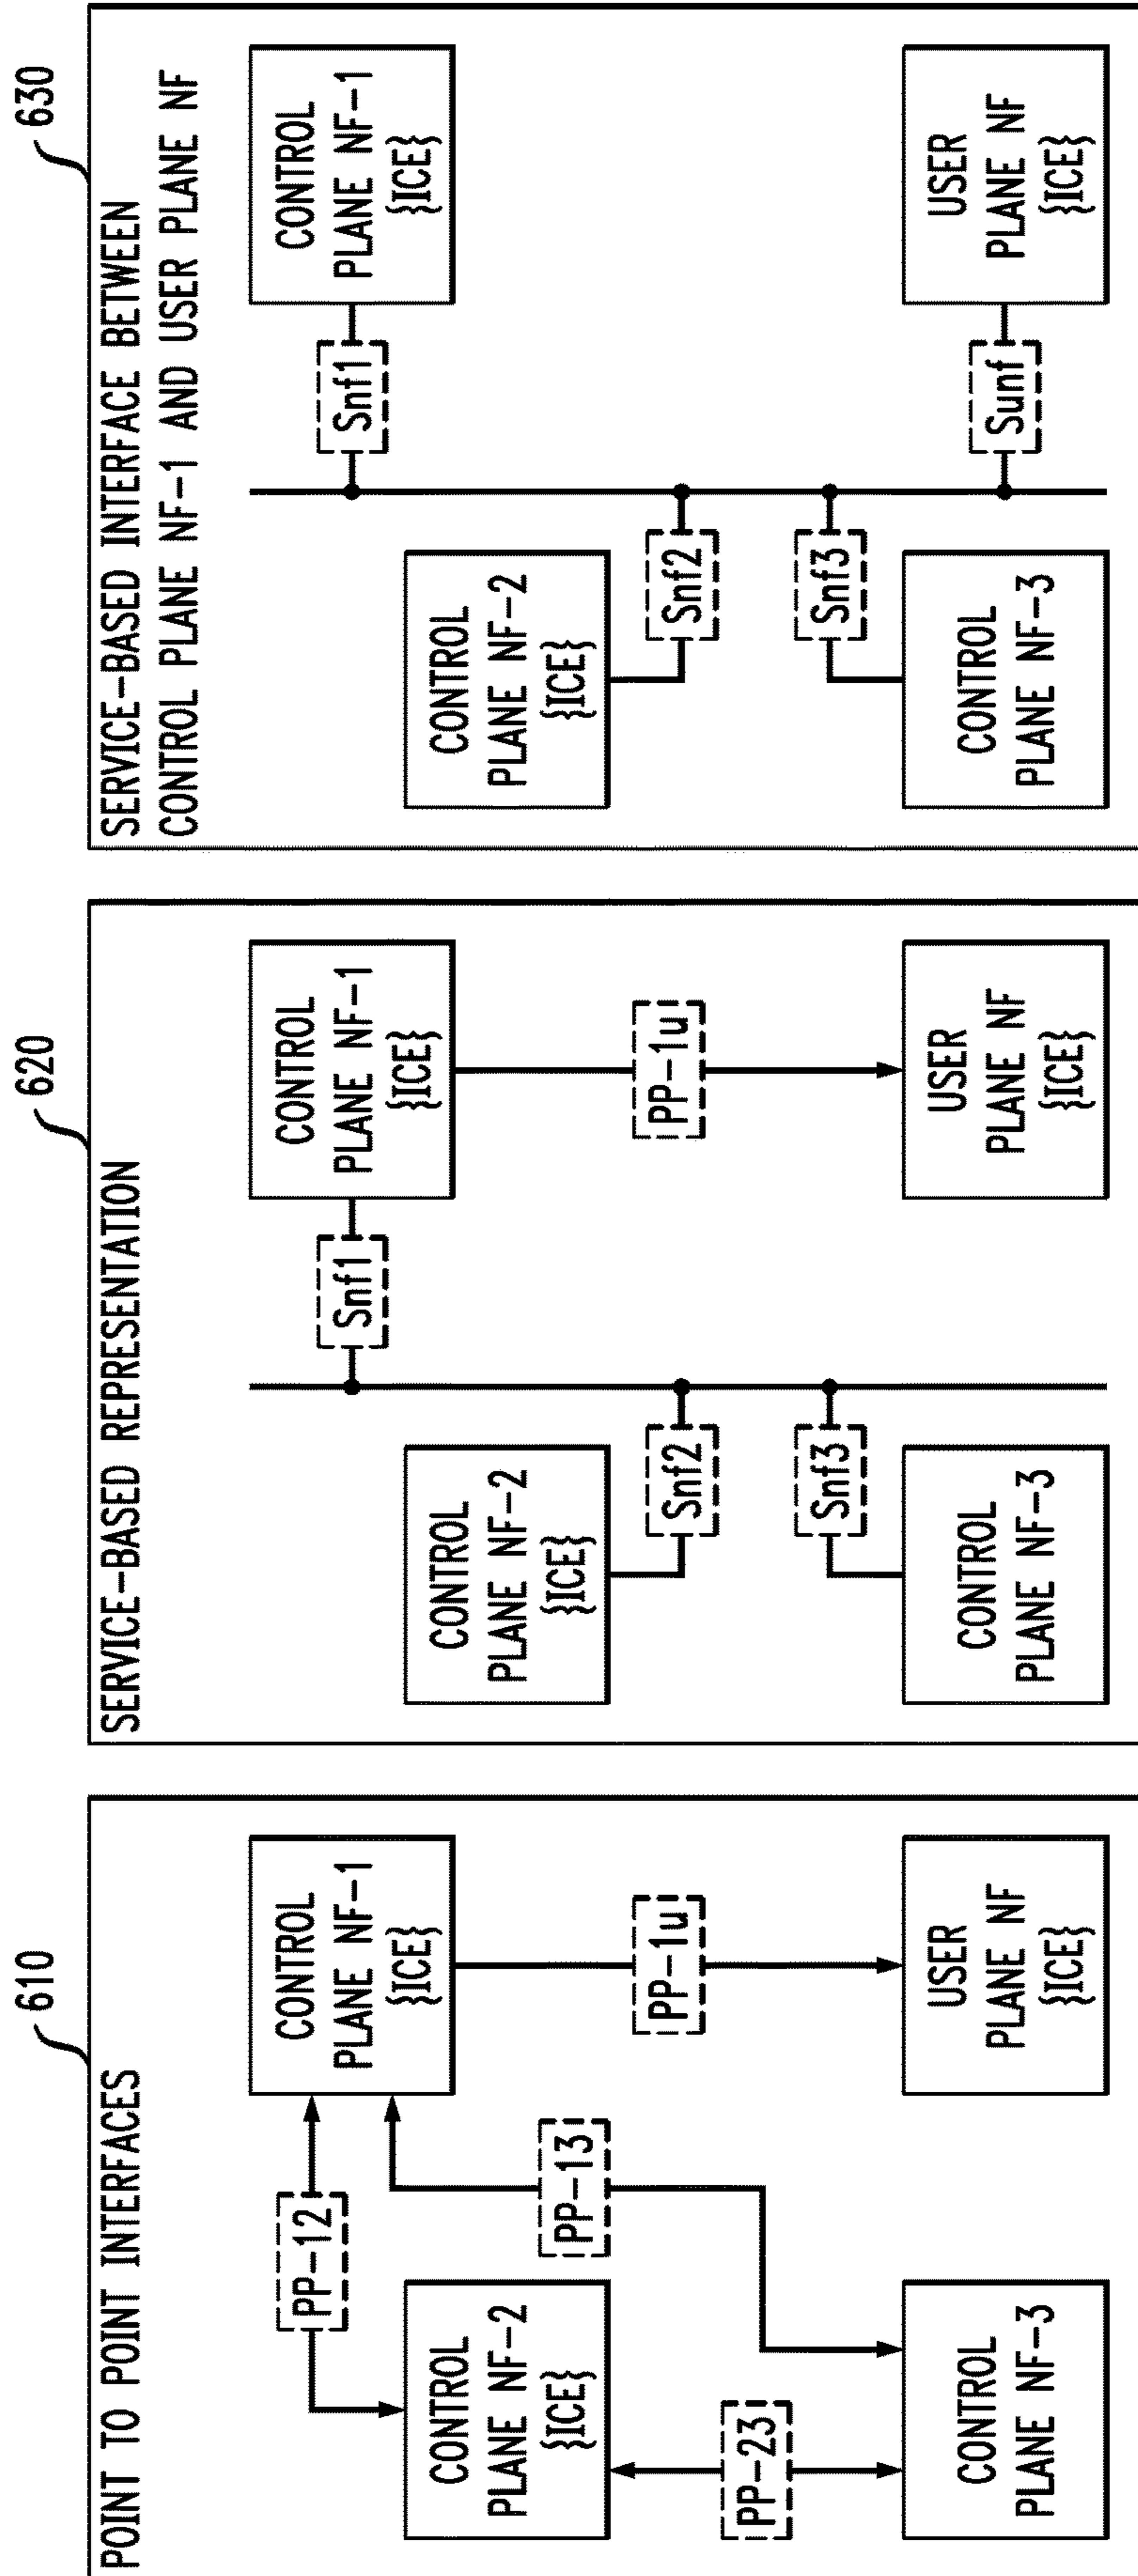 610
POINT TO POINT INTERFACES
PP-12
CONTROL
PLANE NF-1
{ICE}
CONTROL
PLANE NF-2
{ICE}
PP-13
PP-1u
PP-23
CONTROL
PLANE NF-3
USER
PLANE NF
{ICE}
620
SERVICE-BASED REPRESENTATION
CONTROL
PLANE NF-1
{ICE}
Snf1
CONTROL
PLANE NF-2
{ICE}
Snf2
PP-1u
Snf3
CONTROL
PLANE NF-3
USER
PLANE NF
{ICE}
630
SERVICE-BASED INTERFACE BETWEEN
CONTROL PLANE NF-1 AND USER PLANE NF
CONTROL
PLANE NF-1
{ICE}
Snf1
CONTROL
PLANE NF-2
{ICE}
Snf2
Snf3
CONTROL
PLANE NF-3
Sunf
USER
PLANE NF
{ICE}